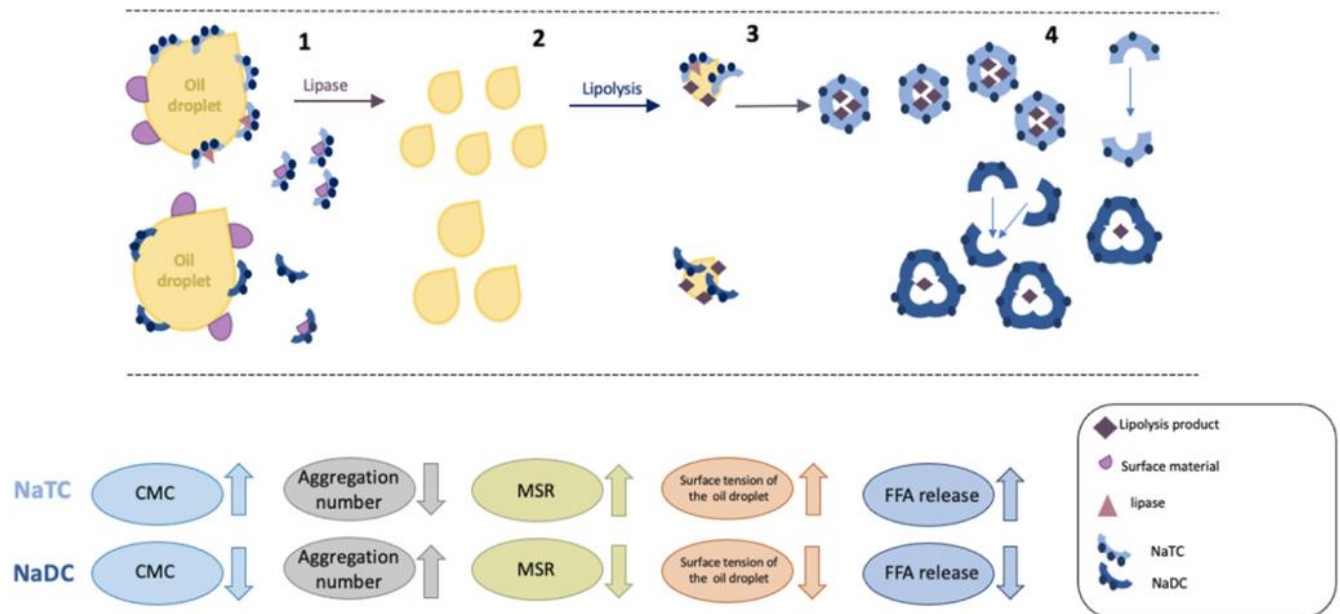 1
2
3
4
Oil
droplet
Lipase
Lipolysis
Oil
droplet
NaTC
CMC
Aggregation
number
MSR
Surface tension of
the oil droplet
FFA release
NaDC
CMC
Aggregation
number
MSR
Surface tension of
the oil droplet
FFA release
Lipolysis product
Surface material
lipase
NaTC
NaDC